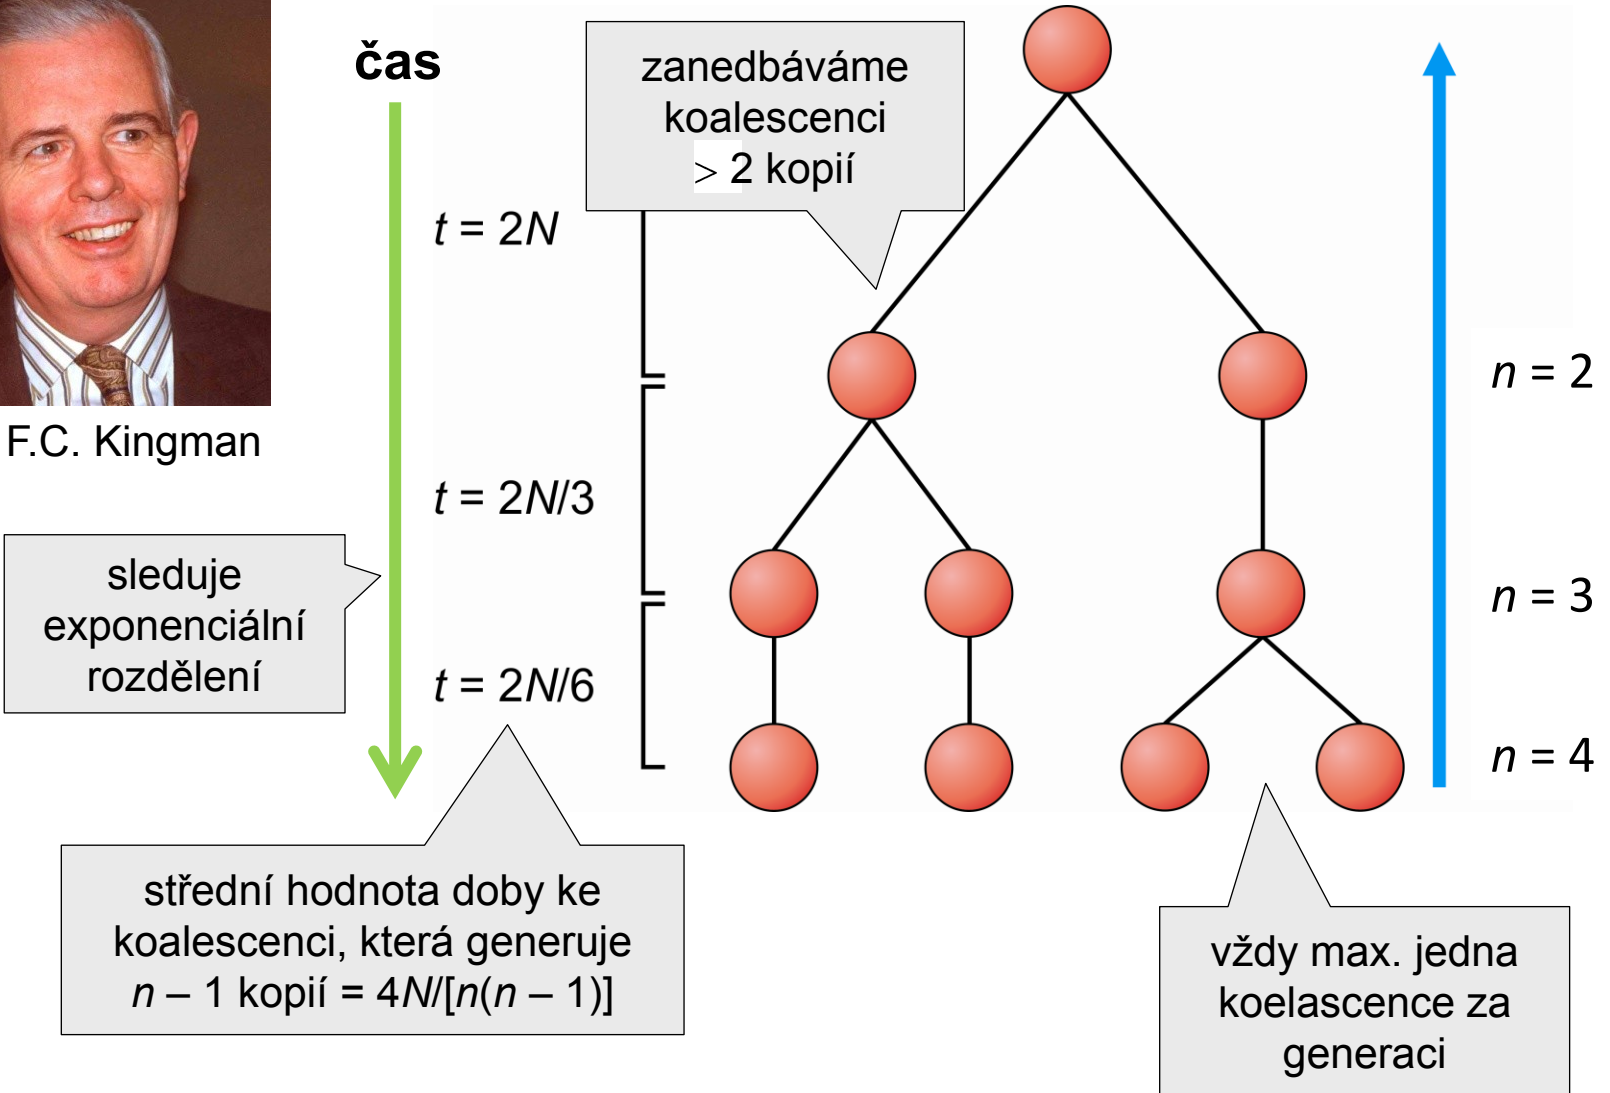 čas
zanedbáváme
koalescenci
> 2 kopií
t = 2N
n = 2
F.C. Kingman
t = 2N/3
sleduje
exponenciální
rozdělení
n = 3
t = 2N/6
n = 4
střední hodnota doby ke
koalescenci, která generuje
n – 1 kopií = 4N/[n(n – 1)]
vždy max. jedna
koelascence za
generaci